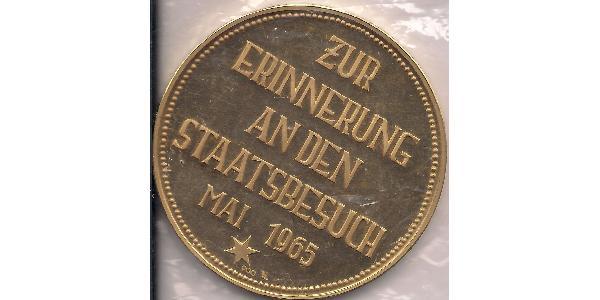 ZUR
ERINNERUNG
AN DEN
STAATSBESUCH
MAI 1965